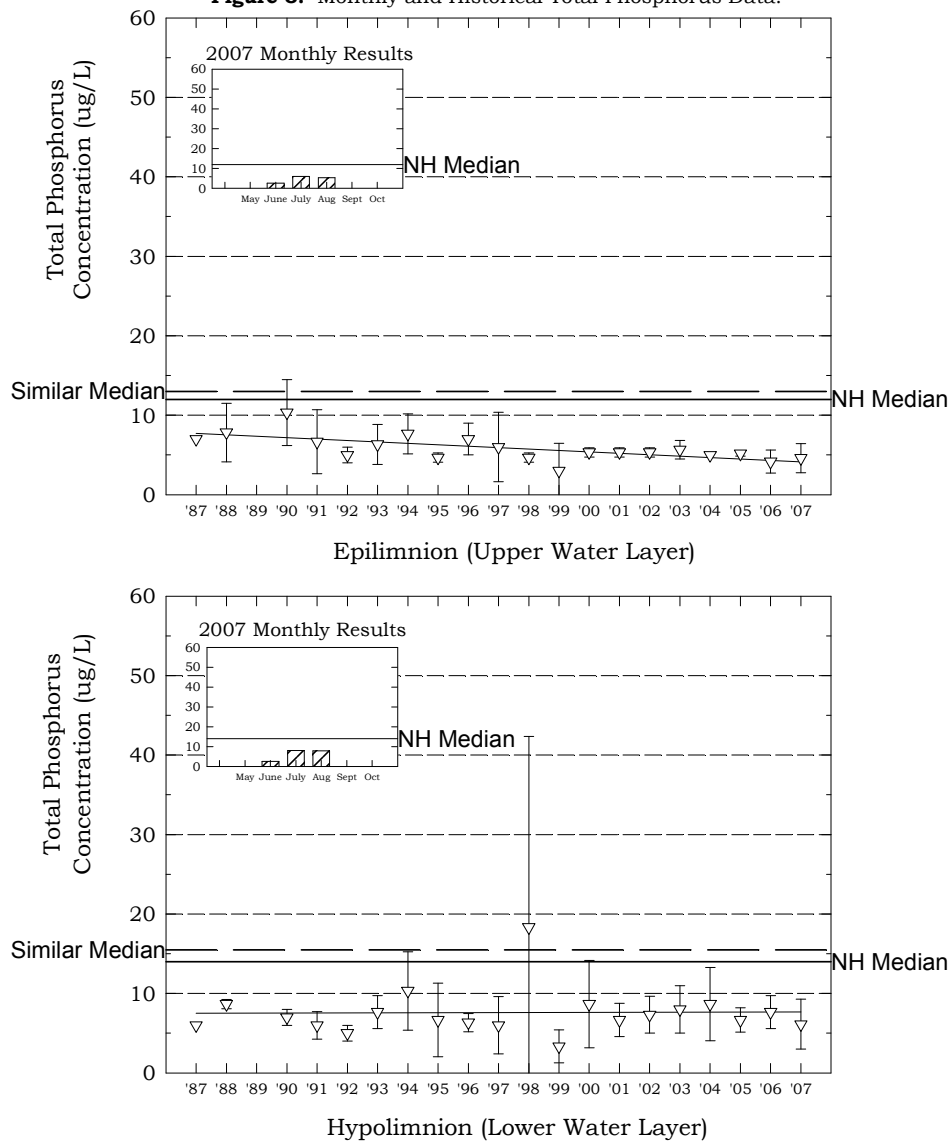 Figure 8. Monthly and Historical Total Phosphorus Data.
Total Phosphorus
Concentration (ug/L)
60
50
40
30
20
10
0
2007 Monthly Results
60
50
40
30
20
10
0
May June July Aug Sept Oct
NH Median
Similar Median
NH Median
'87 '88 '89 '90 '91 '92 '93 '94 '95 '96 '97 '98 '99 '00 '01 '02 '03 '04 '05 '06 '07
Epilimnion (Upper Water Layer)
Total Phosphorus
Concentration (ug/L)
60
50
40
30
20
10
0
2007 Monthly Results
60
50
40
30
20
10
0
May June July Aug Sept Oct
NH Median
Similar Median
NH Median
'87 '88 '89 '90 '91 '92 '93 '94 '95 '96 '97 '98 '99 '00 '01 '02 '03 '04 '05 '06 '07
Hypolimnion (Lower Water Layer)